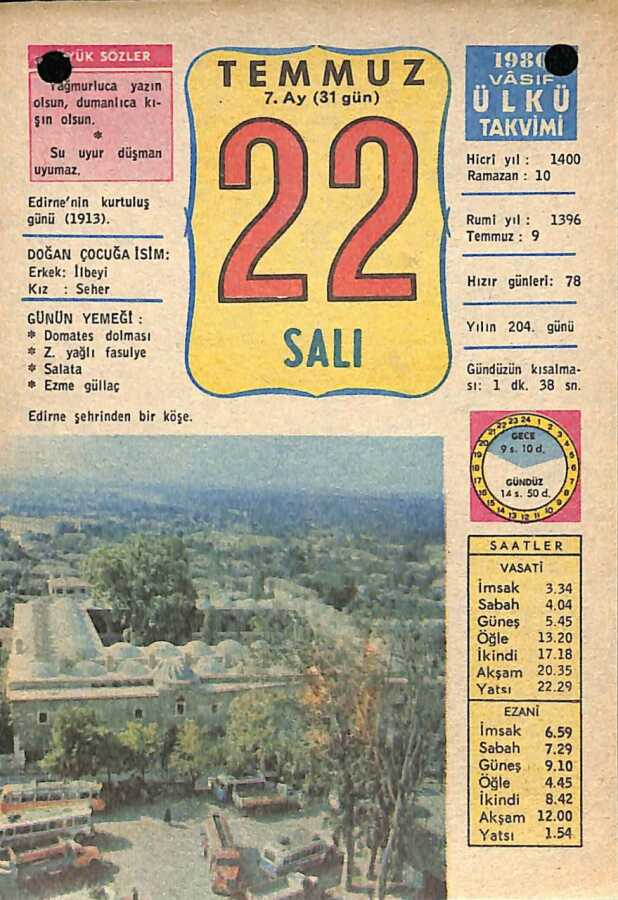 YÜK SÖZLER
Yağmurluca yazın
olsun, dumanlıca kı-
şın olsun.
*
Su uyur düşman
uyumaz.
Edirne'nin kurtuluş
günü (1913).
DOĞAN ÇOCUĞA İSİM:
Erkek: İlbeyi
Kız : Seher
GÜNÜN YEMEĞİ :
* Domates dolması
* Z. yağlı fasulye
* Salata
* Ezme güllaç
Edirne şehrinden bir köşe.
TEMMUZ
7. Ay (31 gün)
22
SALI
198
VÂSIF
ÜLKÜ
TAKVİMİ
Hicri yıl : 1400
Ramazan : 10
Rumi yıl : 1396
Temmuz : 9
Hızır günleri: 78
Yılın 204. günü
Gündüzün kısalma-
sı: 1 dk. 38 sn.
GECE
9 s. 10 d.
GÜNDÜZ
14 s. 50 d.
SAATLER
VASATİ
İmsak 3.34
Sabah 4.04
Güneş 5.45
Öğle 13.20
İkindi 17.18
Akşam 20.35
Yatsı 22.29
EZANİ
İmsak 6.59
Sabah 7.29
Güneş 9.10
Öğle 4.45
İkindi 8.42
Akşam 12.00
Yatsı 1.54